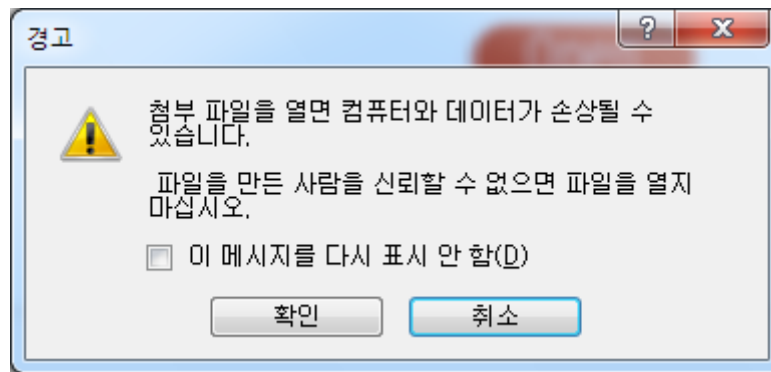 경고
첨부 파일을 열면 컴퓨터와 데이터가 손상될 수
있습니다.
파일을 만든 사람을 신뢰할 수 없으면 파일을 열지
마십시오.
이 메시지를 다시 표시 안 함(D)
확인 취소